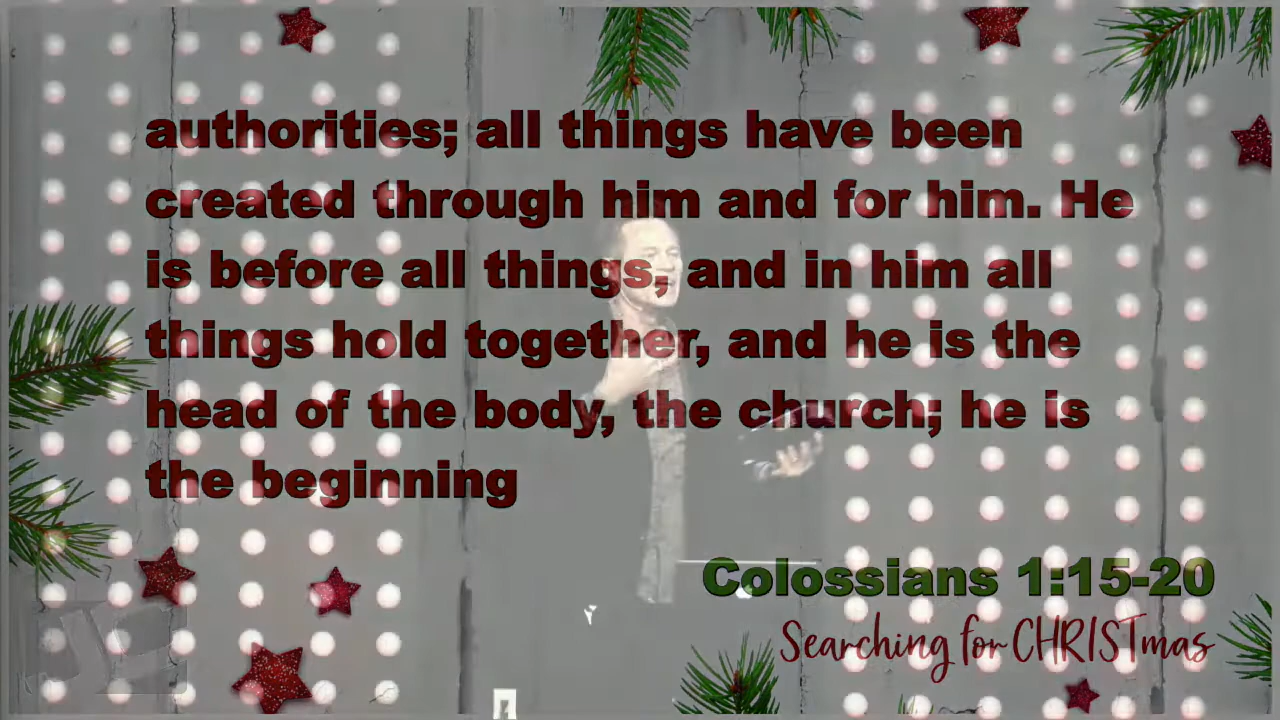 authorities; all things have been
created through him and for him. He
is before all things, and in him all
things hold together, and he is the
head of the body, the church; he is
the beginning
Colossians 1:15-20
Searching for CHRISTmas